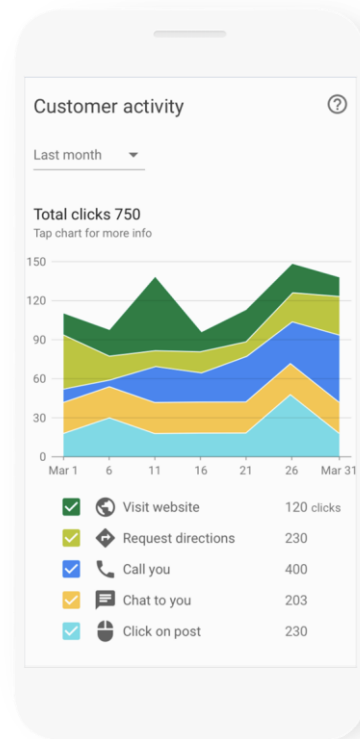 Customer activity
Last month
Total clicks 750
Tap chart for more info
150
120
90
60
30
0
Mar 1 6 11 16 21 26 Mar 31
Visit website 120 clicks
Request directions 230
Call you 400
Chat to you 203
Click on post 230